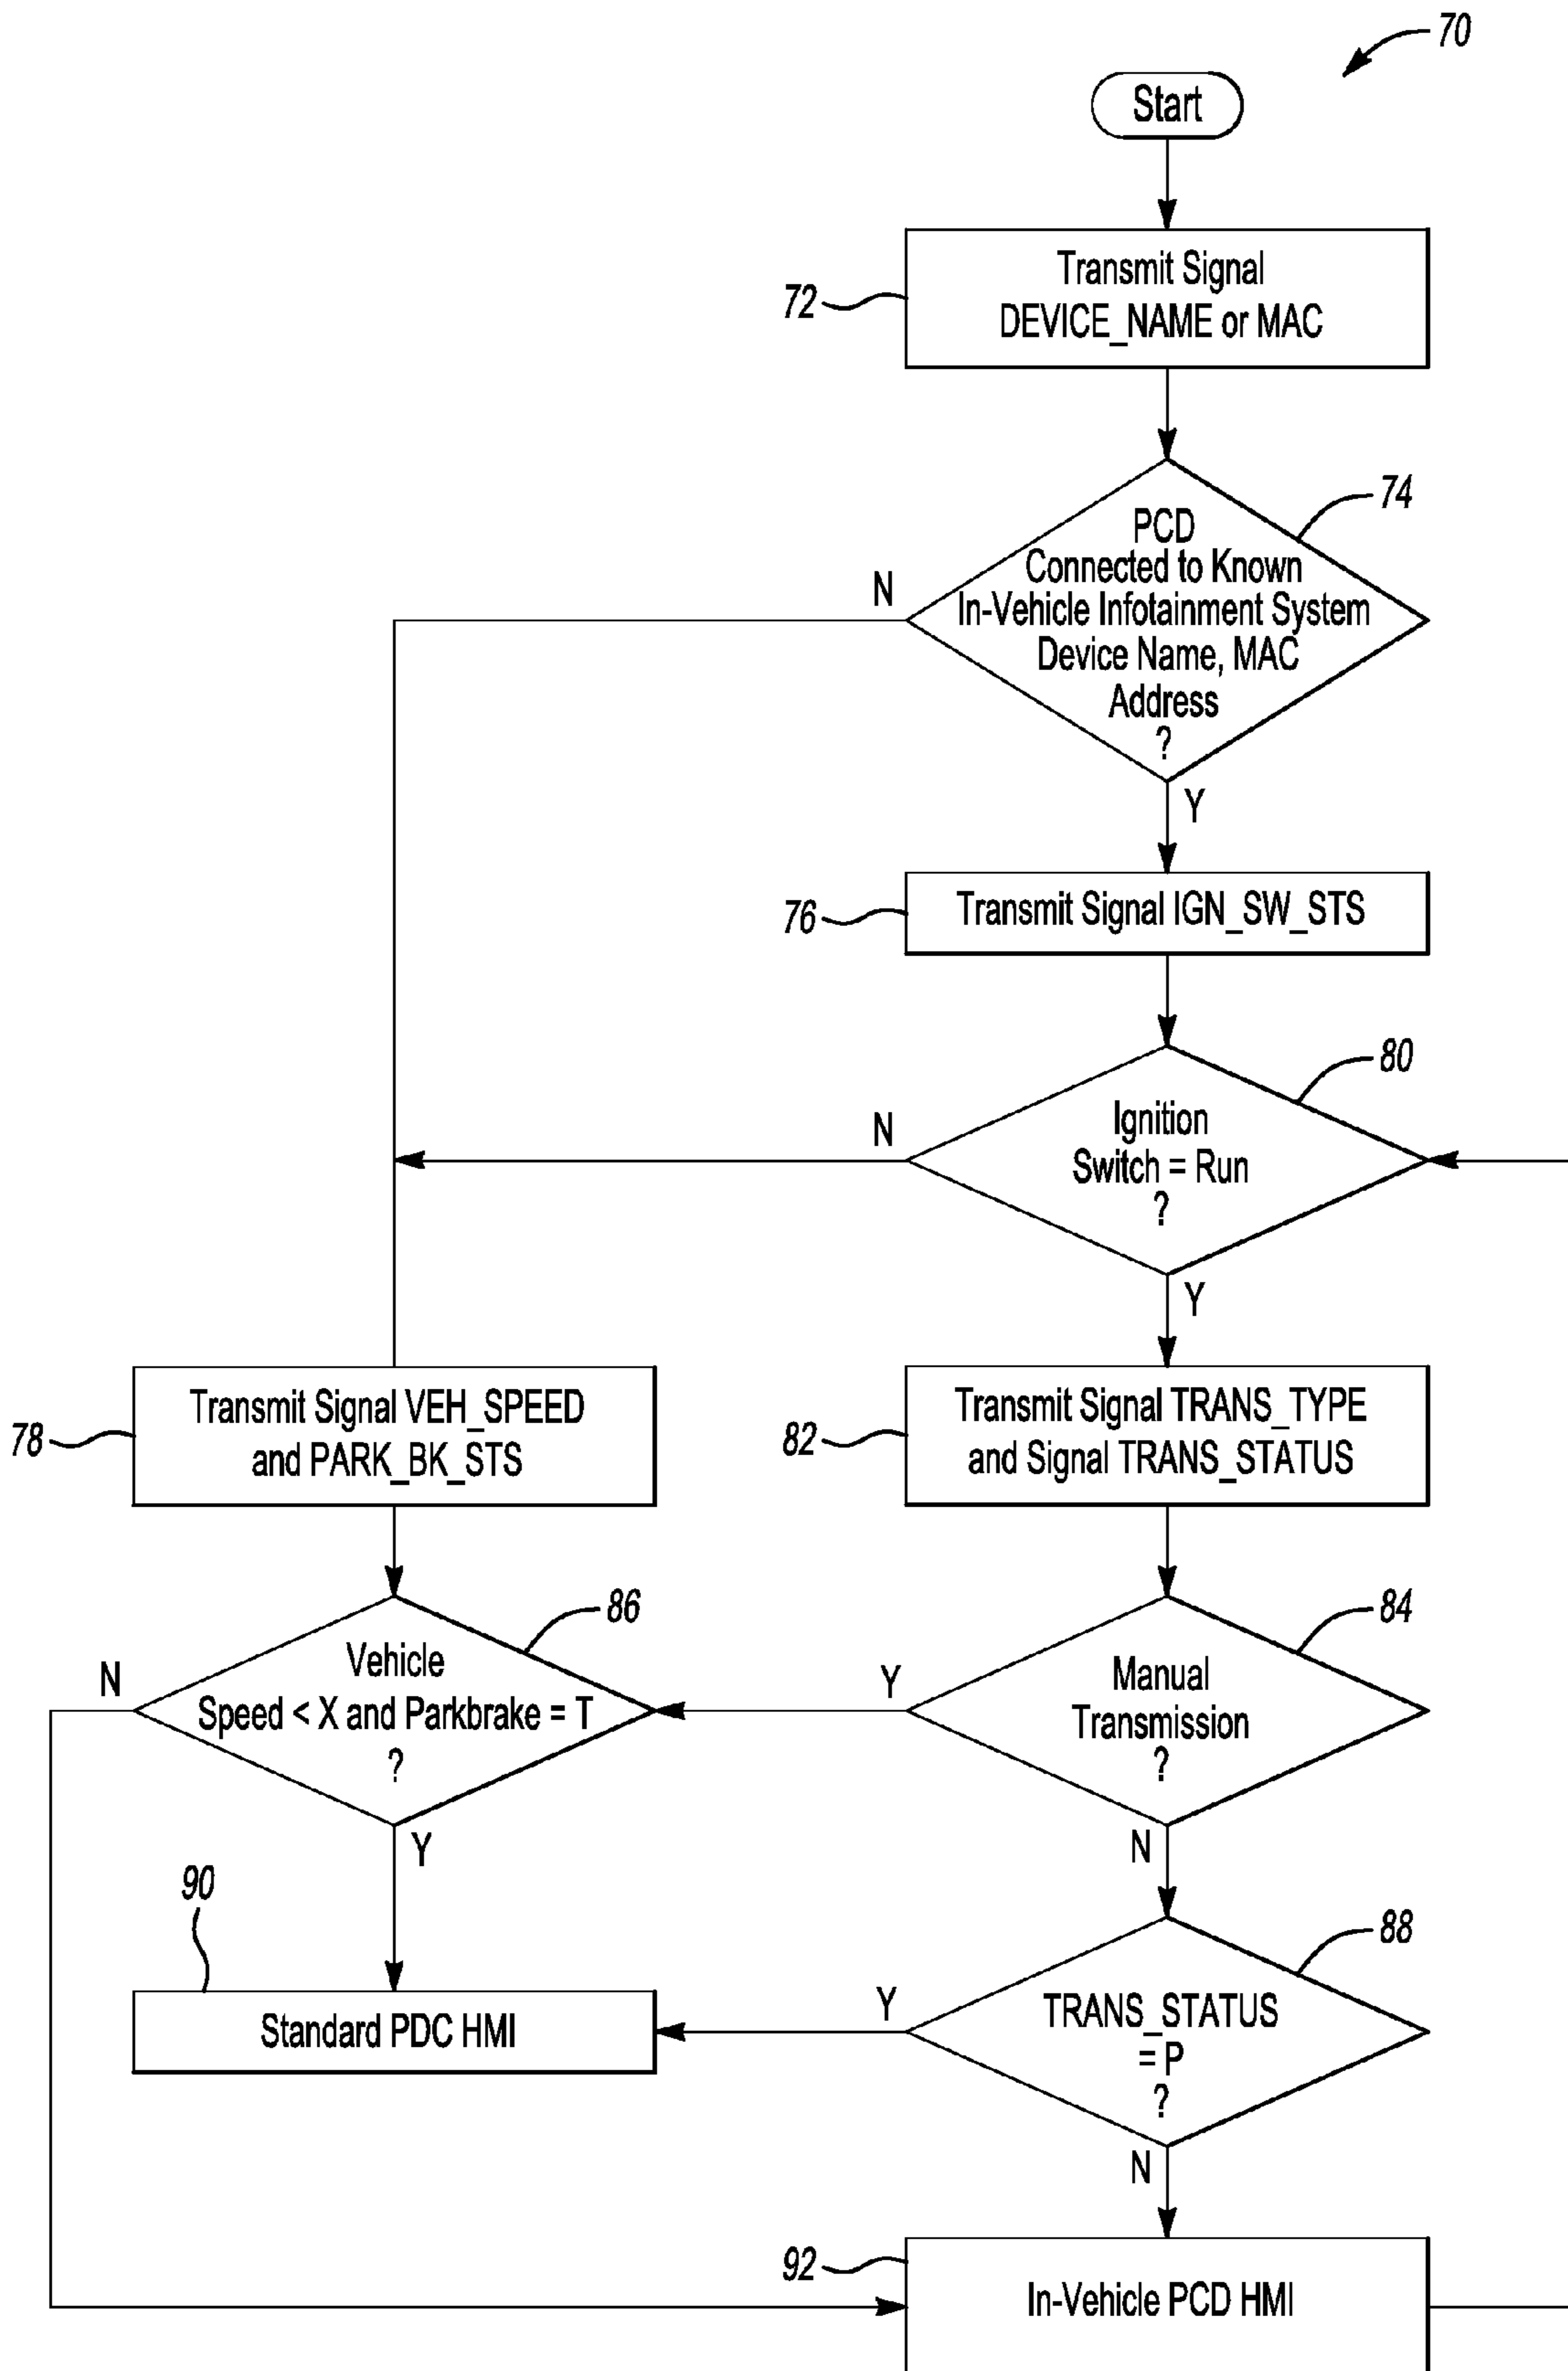 70
Start
72
Transmit Signal
DEVICE_NAME or MAC
74
PCD
Connected to Known
In-Vehicle Infotainment System
Device Name, MAC
Address
?
N
Y
76
Transmit Signal IGN_SW_STS
80
Ignition
Switch = Run
?
N
Y
78
Transmit Signal VEH_SPEED
and PARK_BK_STS
82
Transmit Signal TRANS_TYPE
and Signal TRANS_STATUS
86
Vehicle
Speed < X and Parkbrake = T
?
N
Y
84
Manual
Transmission
?
Y
N
90
Standard PDC HMI
88
TRANS_STATUS
= P
?
Y
N
92
In-Vehicle PCD HMI